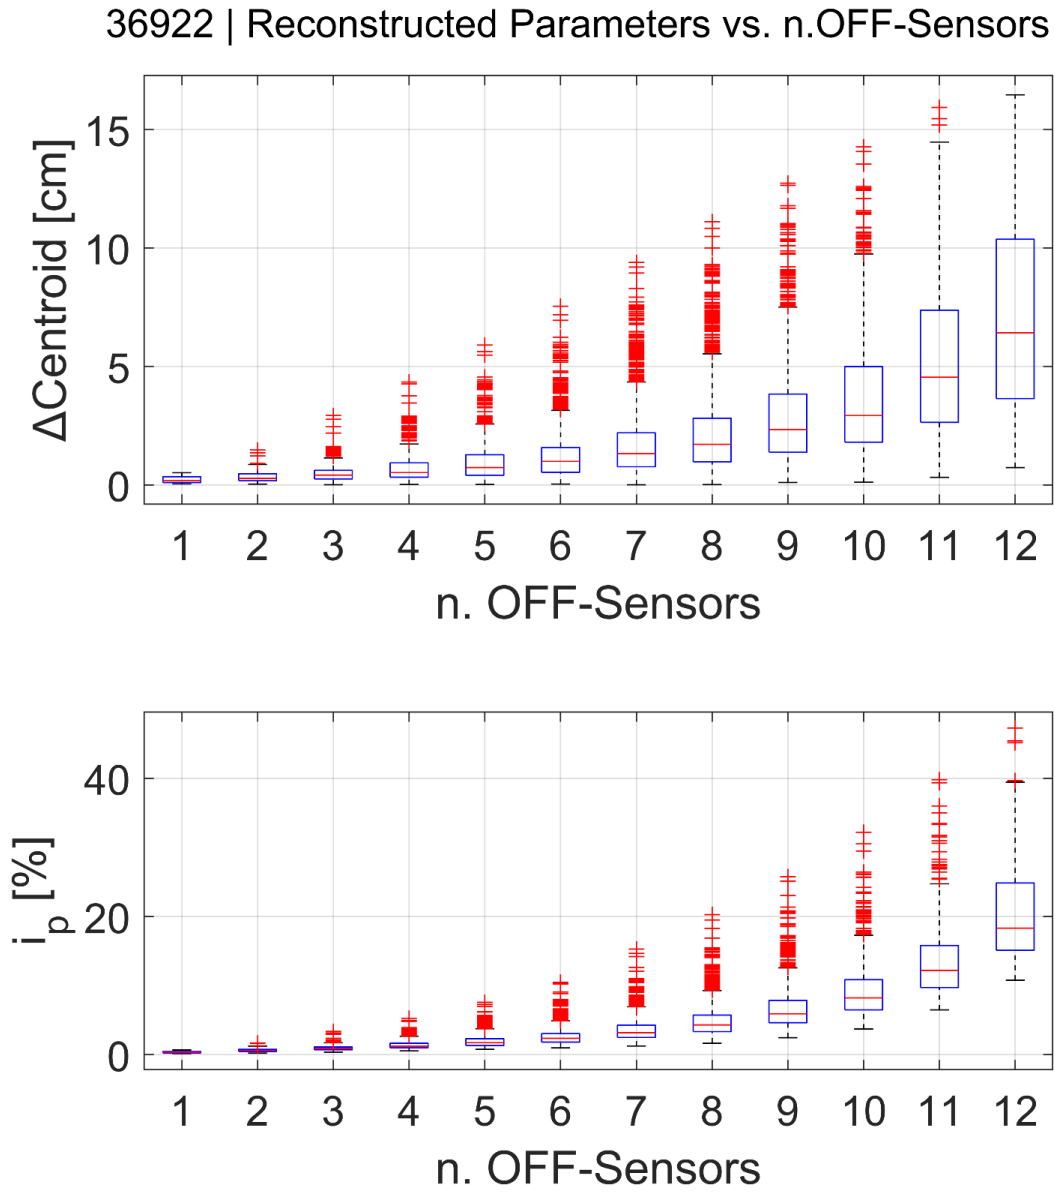 36922 | Reconstructed Parameters vs. n.OFF-Sensors
ΔCentroid [cm]
15
10
5
0
1 2 3 4 5 6 7 8 9 10 11 12
n. OFF-Sensors
i_p [%]
40
20
0
1 2 3 4 5 6 7 8 9 10 11 12
n. OFF-Sensors